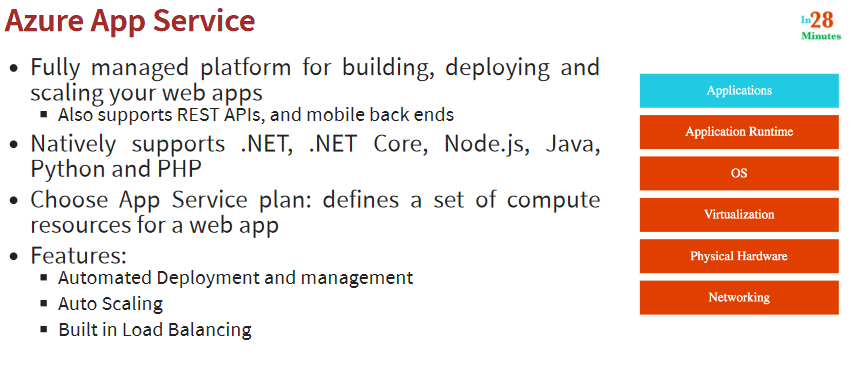 Azure App Service
In28
Minutes
• Fully managed platform for building, deploying and
scaling your web apps
▪ Also supports REST APIs, and mobile back ends
• Natively supports .NET, .NET Core, Node.js, Java,
Python and PHP
• Choose App Service plan: defines a set of compute
resources for a web app
• Features:
▪ Automated Deployment and management
▪ Auto Scaling
▪ Built in Load Balancing
Applications
Application Runtime
OS
Virtualization
Physical Hardware
Networking